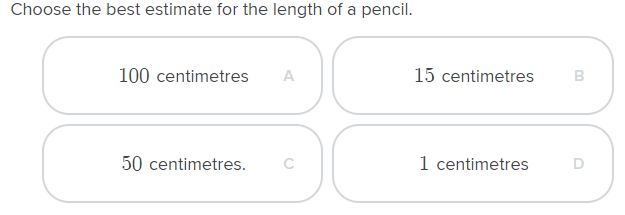 Choose the best estimate for the length of a pencil.
100 centimetres A
15 centimetres B
50 centimetres. C
1 centimetres D